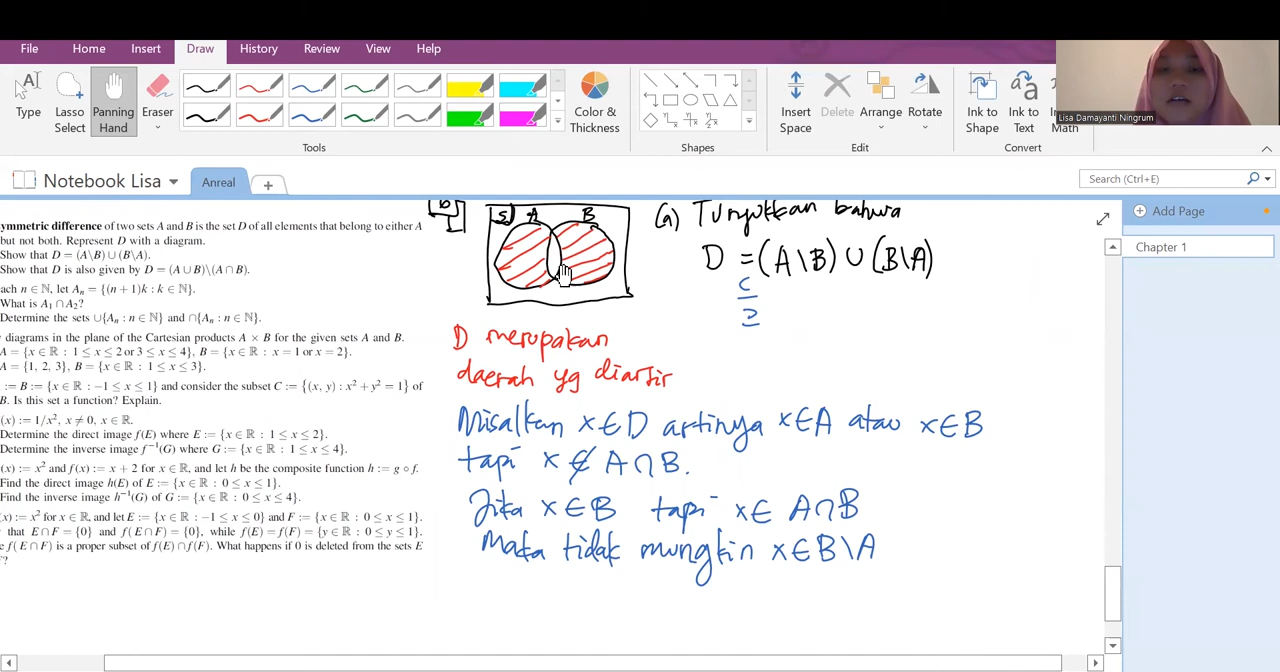 File Home Insert Draw History Review View Help
Lisa Damayanti Ningrum
Type Lasso Select Panning Hand Eraser Color & Thickness Insert Space Delete Arrange Rotate Ink to Shape Ink to Text Math
Tools Shapes Edit Convert
Notebook Lisa Anreal + Search (Ctrl+E)
Add Page
Chapter 1
ymmetric difference of two sets A and B is the set D of all elements that belong to either A
but not both. Represent D with a diagram.
Show that D = (A\B) ∪ (B\A).
Show that D is also given by D = (A ∪ B)\(A ∩ B).
ach n ∈ ℕ, let Aₙ = {(n + 1)k : k ∈ ℕ}.
What is A₁ ∩ A₂?
Determine the sets ∪{Aₙ : n ∈ ℕ} and ∩{Aₙ : n ∈ ℕ}.
diagrams in the plane of the Cartesian products A × B for the given sets A and B.
A = {x ∈ ℝ : 1 ≤ x ≤ 2 or 3 ≤ x ≤ 4}, B = {x ∈ ℝ : x = 1 or x = 2}.
A = {1, 2, 3}, B = {x ∈ ℝ : 1 ≤ x ≤ 3}.
:= B := {x ∈ ℝ : −1 ≤ x ≤ 1} and consider the subset C := {(x, y) : x² + y² = 1} of
B. Is this set a function? Explain.
(x) := 1/x², x ≠ 0, x ∈ ℝ.
Determine the direct image f(E) where E := {x ∈ ℝ : 1 ≤ x ≤ 2}.
Determine the inverse image f⁻¹(G) where G := {x ∈ ℝ : 1 ≤ x ≤ 4}.
(x) := x² and f(x) := x + 2 for x ∈ ℝ, and let h be the composite function h := g ∘ f.
Find the direct image h(E) of E := {x ∈ ℝ : 0 ≤ x ≤ 1}.
Find the inverse image h⁻¹(G) of G := {x ∈ ℝ : 0 ≤ x ≤ 4}.
(x) := x² for x ∈ ℝ, and let E := {x ∈ ℝ : −1 ≤ x ≤ 0} and F := {x ∈ ℝ : 0 ≤ x ≤ 1}.
that E ∩ F = {0} and f(E ∩ F) = {0}, while f(E) = f(F) = {y ∈ ℝ : 0 ≤ y ≤ 1}.
e f(E ∩ F) is a proper subset of f(E) ∩ f(F). What happens if 0 is deleted from the sets E
F?
S A B
(a) Tunjukkan bahwa
D = (A\B) ∪ (B\A)
⊆
⊇
D merupakan
daerah yg diarsir
Misalkan x ∈ D artinya x ∈ A atau x ∈ B
tapi x ∉ A ∩ B.
Jika x ∈ B tapi x ∈ A ∩ B
Maka tidak mungkin x ∈ B \ A